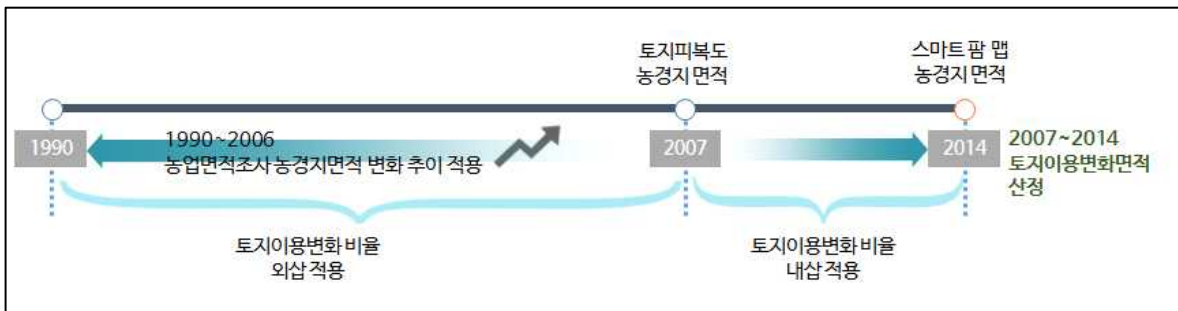 토지피복도
농경지 면적
스마트 팜 맵
농경지 면적
1990
1990~2006
농업면적조사 농경지면적 변화 추이 적용
2007
2014
2007~2014
토지이용변화면적
산정
토지이용변화 비율
외삽 적용
토지이용변화 비율
내삽 적용